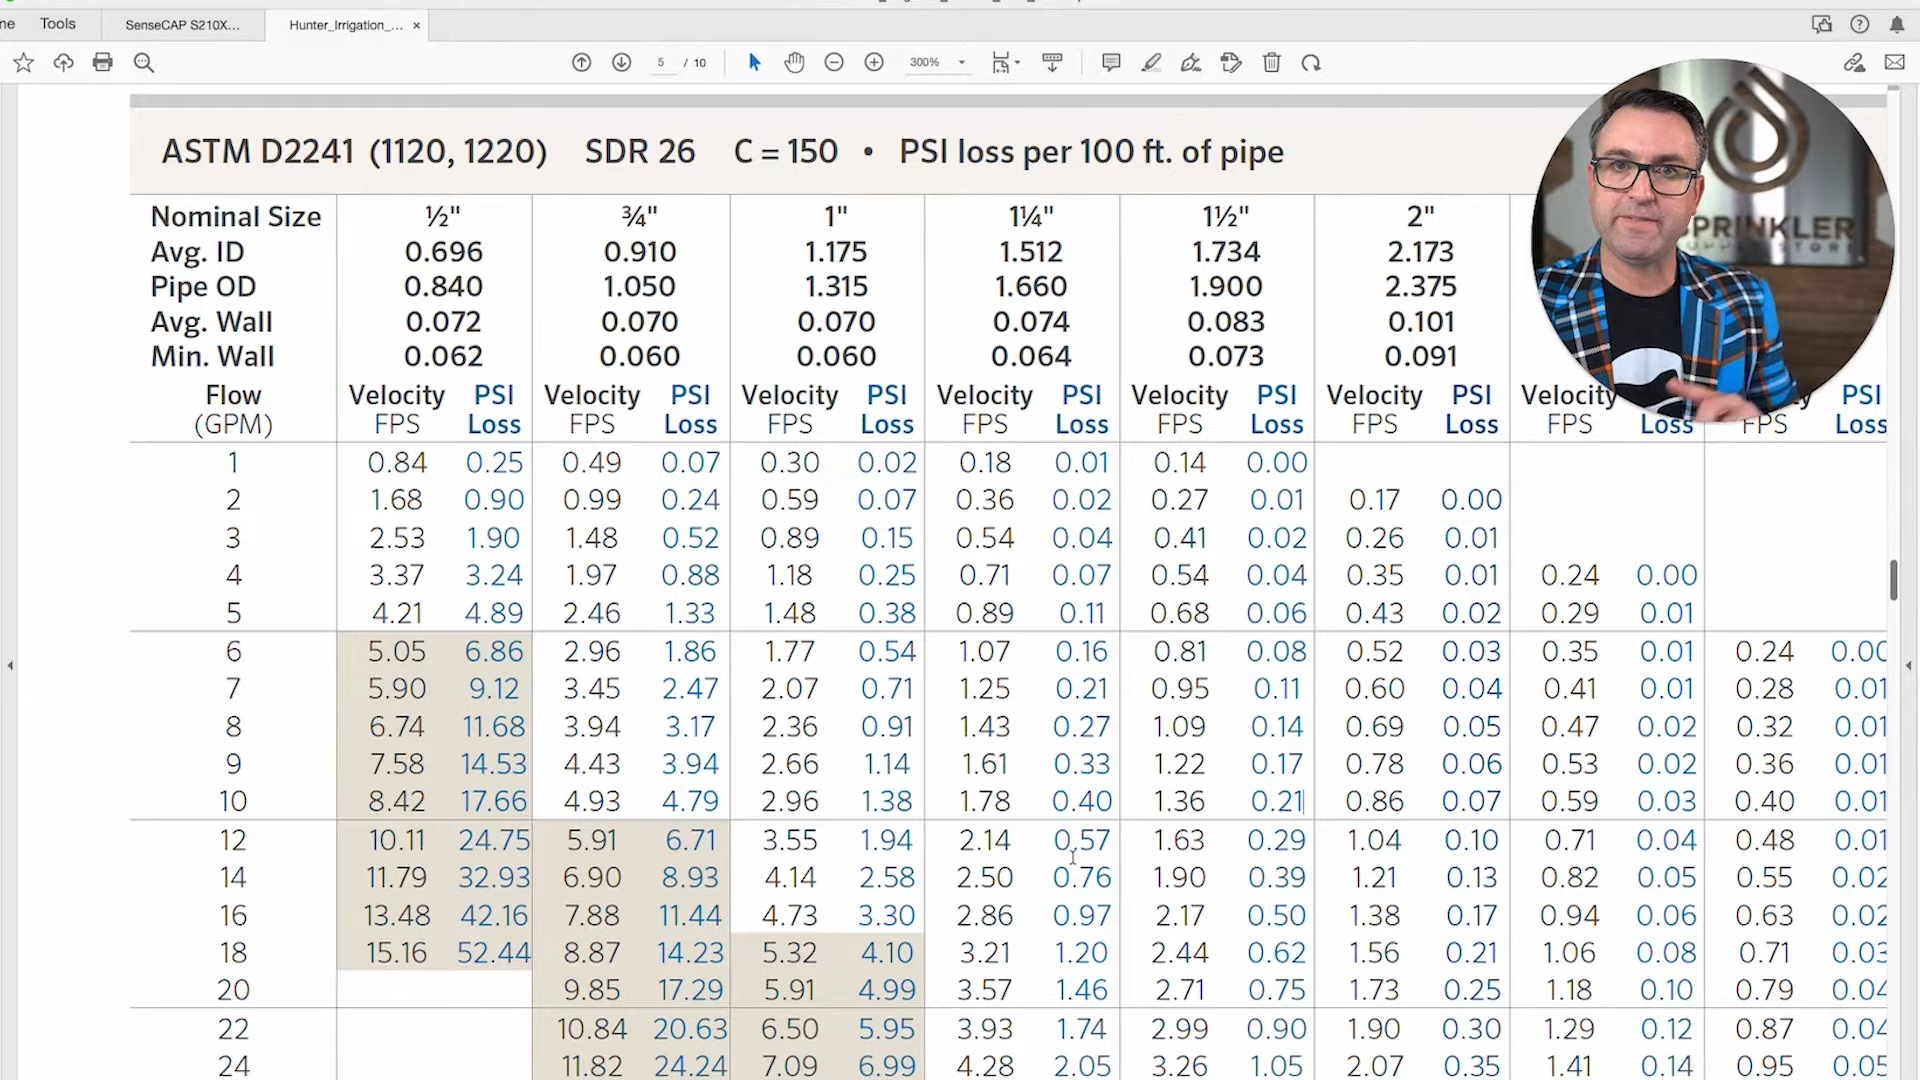 ne Tools SenseCAP S210X... Hunter_Irrigation_... ×
5 / 10 300%
ASTM D2241 (1120, 1220) SDR 26 C = 150 • PSI loss per 100 ft. of pipe
SPRINKLER
SUPPLY STORE
Nominal Size ½" ¾" 1" 1¼" 1½" 2"
Avg. ID 0.696 0.910 1.175 1.512 1.734 2.173
Pipe OD 0.840 1.050 1.315 1.660 1.900 2.375
Avg. Wall 0.072 0.070 0.070 0.074 0.083 0.101
Min. Wall 0.062 0.060 0.060 0.064 0.073 0.091
Flow Velocity PSI Velocity PSI Velocity PSI Velocity PSI Velocity PSI Velocity PSI Velocity PSI
(GPM) FPS Loss FPS Loss FPS Loss FPS Loss FPS Loss FPS Loss FPS Loss FPS Loss
1 0.84 0.25 0.49 0.07 0.30 0.02 0.18 0.01 0.14 0.00
2 1.68 0.90 0.99 0.24 0.59 0.07 0.36 0.02 0.27 0.01 0.17 0.00
3 2.53 1.90 1.48 0.52 0.89 0.15 0.54 0.04 0.41 0.02 0.26 0.01
4 3.37 3.24 1.97 0.88 1.18 0.25 0.71 0.07 0.54 0.04 0.35 0.01 0.24 0.00
5 4.21 4.89 2.46 1.33 1.48 0.38 0.89 0.11 0.68 0.06 0.43 0.02 0.29 0.01
6 5.05 6.86 2.96 1.86 1.77 0.54 1.07 0.16 0.81 0.08 0.52 0.03 0.35 0.01 0.24 0.00
7 5.90 9.12 3.45 2.47 2.07 0.71 1.25 0.21 0.95 0.11 0.60 0.04 0.41 0.01 0.28 0.01
8 6.74 11.68 3.94 3.17 2.36 0.91 1.43 0.27 1.09 0.14 0.69 0.05 0.47 0.02 0.32 0.01
9 7.58 14.53 4.43 3.94 2.66 1.14 1.61 0.33 1.22 0.17 0.78 0.06 0.53 0.02 0.36 0.01
10 8.42 17.66 4.93 4.79 2.96 1.38 1.78 0.40 1.36 0.21 0.86 0.07 0.59 0.03 0.40 0.01
12 10.11 24.75 5.91 6.71 3.55 1.94 2.14 0.57 1.63 0.29 1.04 0.10 0.71 0.04 0.48 0.01
14 11.79 32.93 6.90 8.93 4.14 2.58 2.50 0.76 1.90 0.39 1.21 0.13 0.82 0.05 0.55 0.02
16 13.48 42.16 7.88 11.44 4.73 3.30 2.86 0.97 2.17 0.50 1.38 0.17 0.94 0.06 0.63 0.02
18 15.16 52.44 8.87 14.23 5.32 4.10 3.21 1.20 2.44 0.62 1.56 0.21 1.06 0.08 0.71 0.03
20 9.85 17.29 5.91 4.99 3.57 1.46 2.71 0.75 1.73 0.25 1.18 0.10 0.79 0.04
22 10.84 20.63 6.50 5.95 3.93 1.74 2.99 0.90 1.90 0.30 1.29 0.12 0.87 0.04
24 11.82 24.24 7.09 6.99 4.28 2.05 3.26 1.05 2.07 0.35 1.41 0.14 0.95 0.05